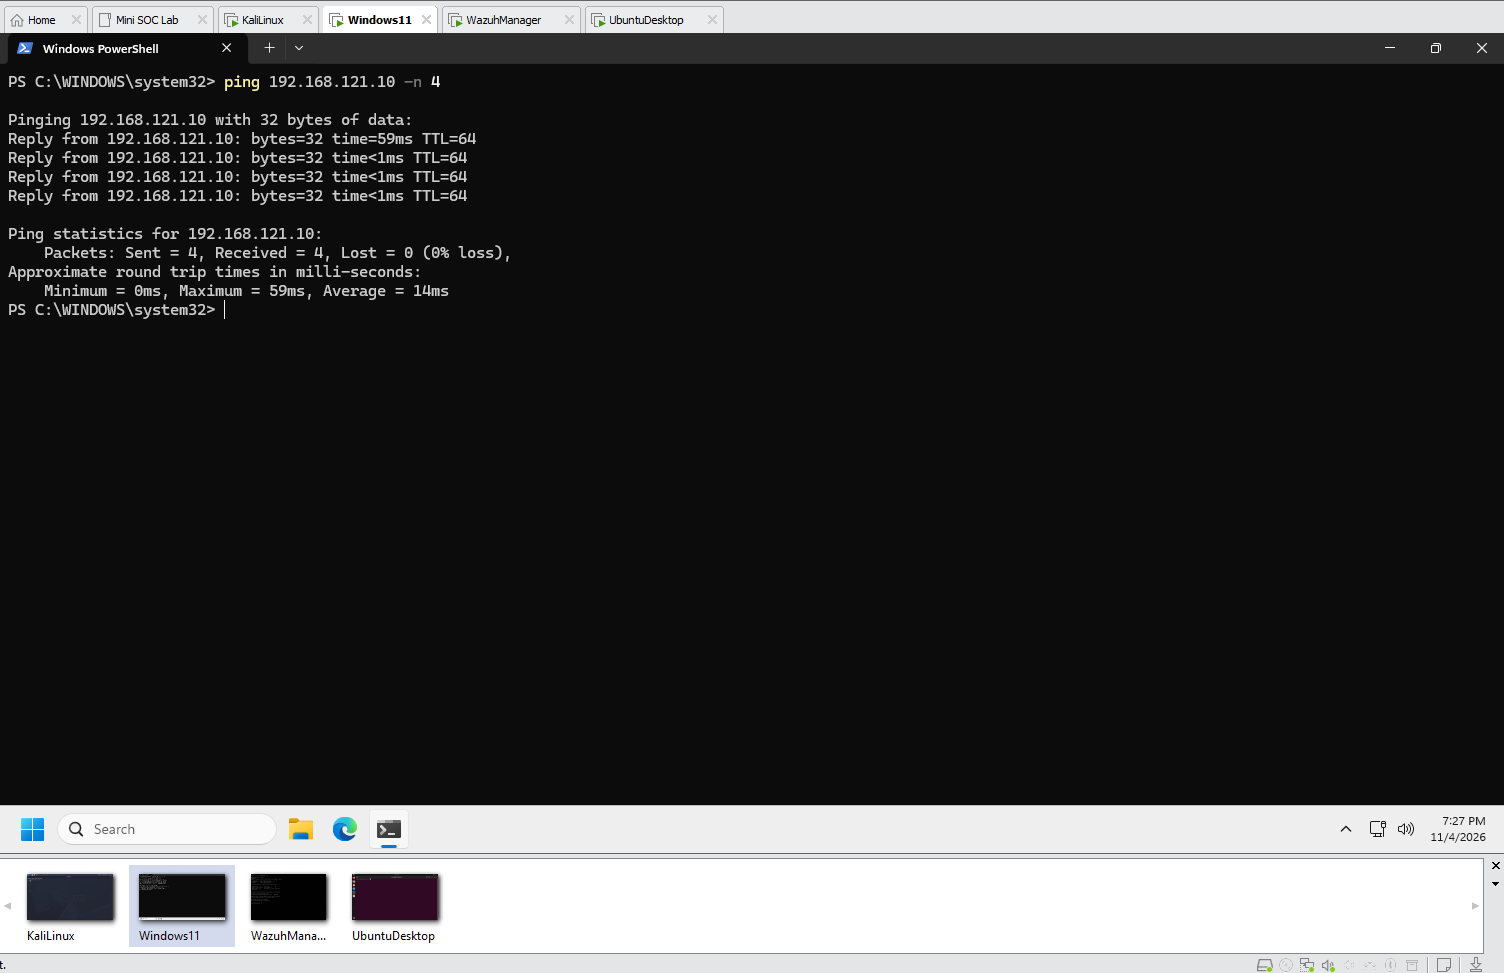 Home
Mini SOC Lab
KaliLinux
Windows11
WazuhManager
UbuntuDesktop
Windows PowerShell
PS C:\WINDOWS\system32> ping 192.168.121.10 -n 4
Pinging 192.168.121.10 with 32 bytes of data:
Reply from 192.168.121.10: bytes=32 time=59ms TTL=64
Reply from 192.168.121.10: bytes=32 time<1ms TTL=64
Reply from 192.168.121.10: bytes=32 time<1ms TTL=64
Reply from 192.168.121.10: bytes=32 time<1ms TTL=64
Ping statistics for 192.168.121.10:
    Packets: Sent = 4, Received = 4, Lost = 0 (0% loss),
Approximate round trip times in milli-seconds:
    Minimum = 0ms, Maximum = 59ms, Average = 14ms
PS C:\WINDOWS\system32>
Search
7:27 PM
11/4/2026
KaliLinux
Windows11
WazuhMana...
UbuntuDesktop
t.